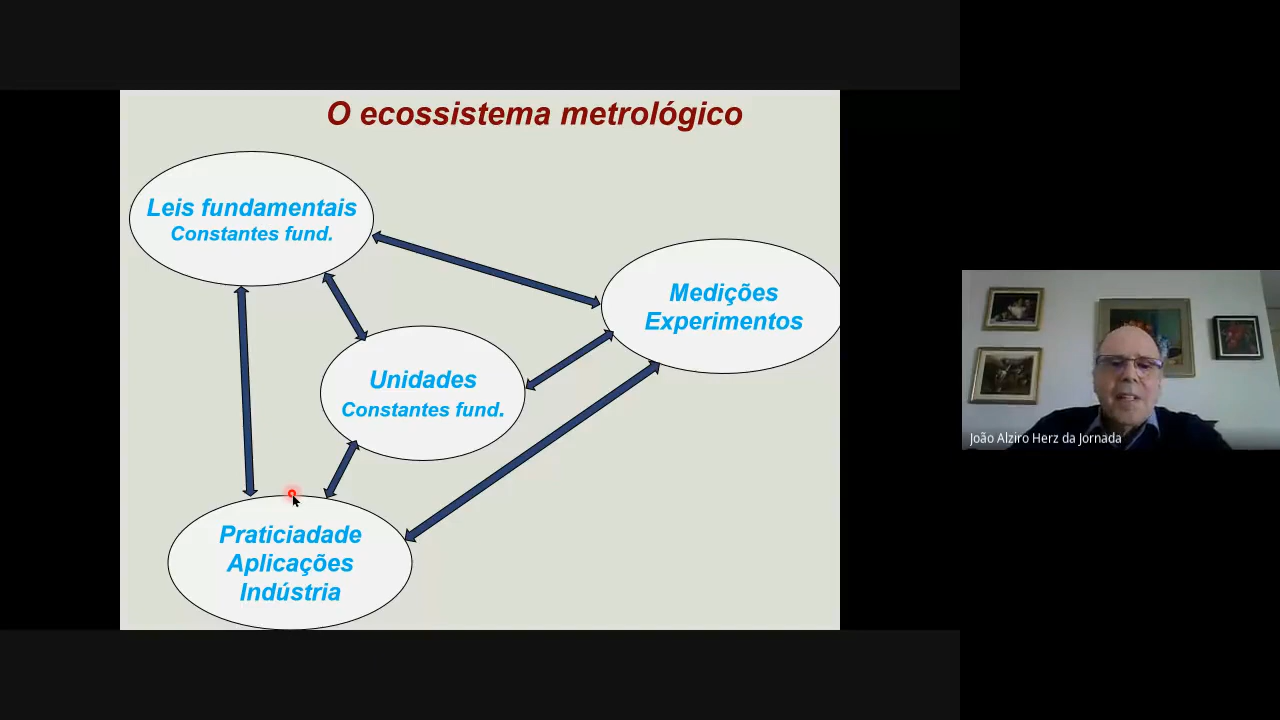 O ecossistema metrológico
Leis fundamentais
Constantes fund.
Medições
Experimentos
Unidades
Constantes fund.
Praticiadade
Aplicações
Indústria
João Alziro Herz da Jornada